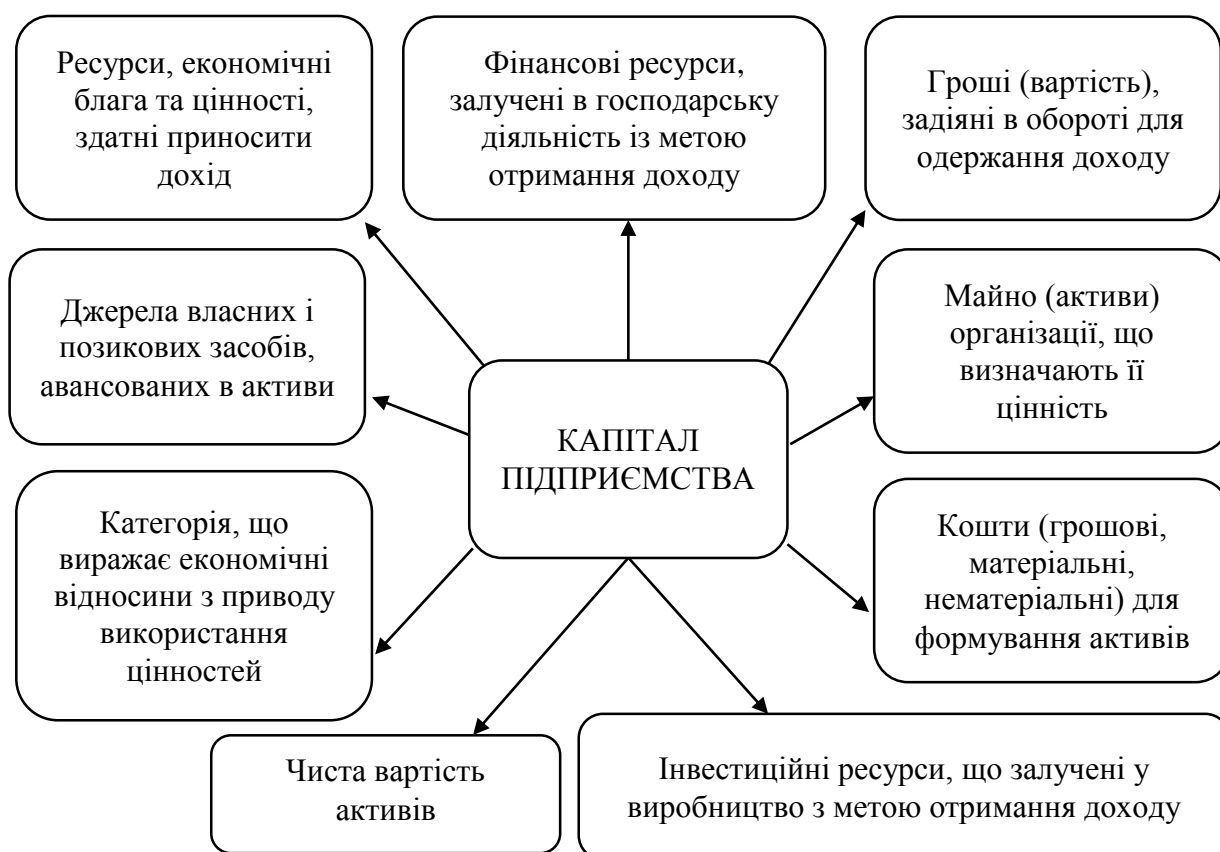 Ресурси, економічні
блага та цінності,
здатні приносити
дохід
Фінансові ресурси,
залучені в господарську
діяльність із метою
отримання доходу
Гроші (вартість),
задіяні в обороті для
одержання доходу
Джерела власних і
позикових засобів,
авансованих в активи
Майно (активи)
організації, що
визначають її
цінність
КАПІТАЛ
ПІДПРИЄМСТВА
Категорія, що
виражає економічні
відносини з приводу
використання
цінностей
Кошти (грошові,
матеріальні,
нематеріальні) для
формування активів
Чиста вартість
активів
Інвестиційні ресурси, що залучені у
виробництво з метою отримання доходу